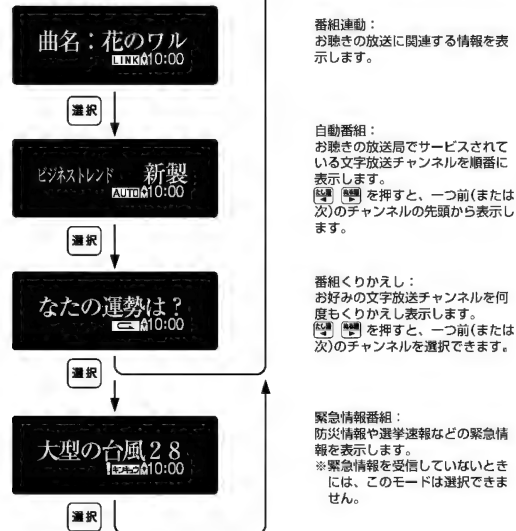 曲名：花のワル
LINK 10:00
番組連動：
お聴きの放送に関連する情報を表
示します。
選択
ビジネストレンド 新製
AUTO 10:00
自動番組：
お聴きの放送局でサービスされて
いる文字放送チャンネルを順番に
表示します。
を押すと、一つ前(または
次)のチャンネルの先頭から表示し
ます。
選択
なたの運勢は？
10:00
番組くりかえし：
お好みの文字放送チャンネルを何
度もくりかえし表示します。
を押すと、一つ前(または
次)のチャンネルを選択できます。
選択
大型の台風２８
キンキュウ 10:00
緊急情報番組：
防災情報や選挙速報などの緊急情
報を表示します。
※緊急情報を受信していないとき
には、このモードは選択できま
せん。
選択